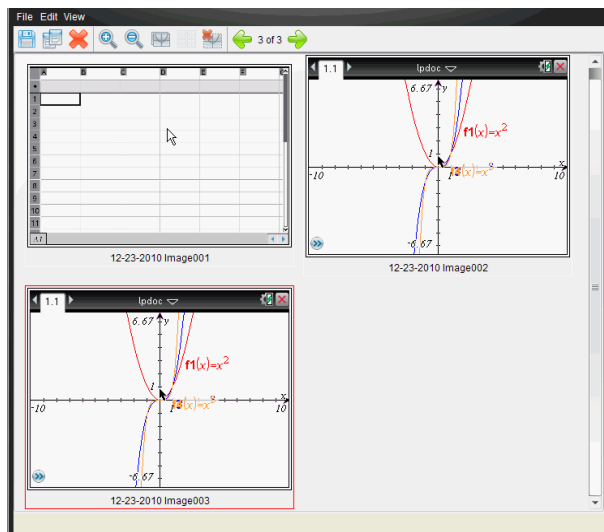 File Edit View
3 of 3
A B C D E F
1
2
3
4
5
6
7
8
9
10
11
A1
12-23-2010 Image001
1.1 lpdoc
6.67 y
f1(x)=x²
1
x
-10 1 10
-6.67
12-23-2010 Image002
1.1 lpdoc
6.67 y
f1(x)=x²
1
x
-10 1 10
-6.67
12-23-2010 Image003